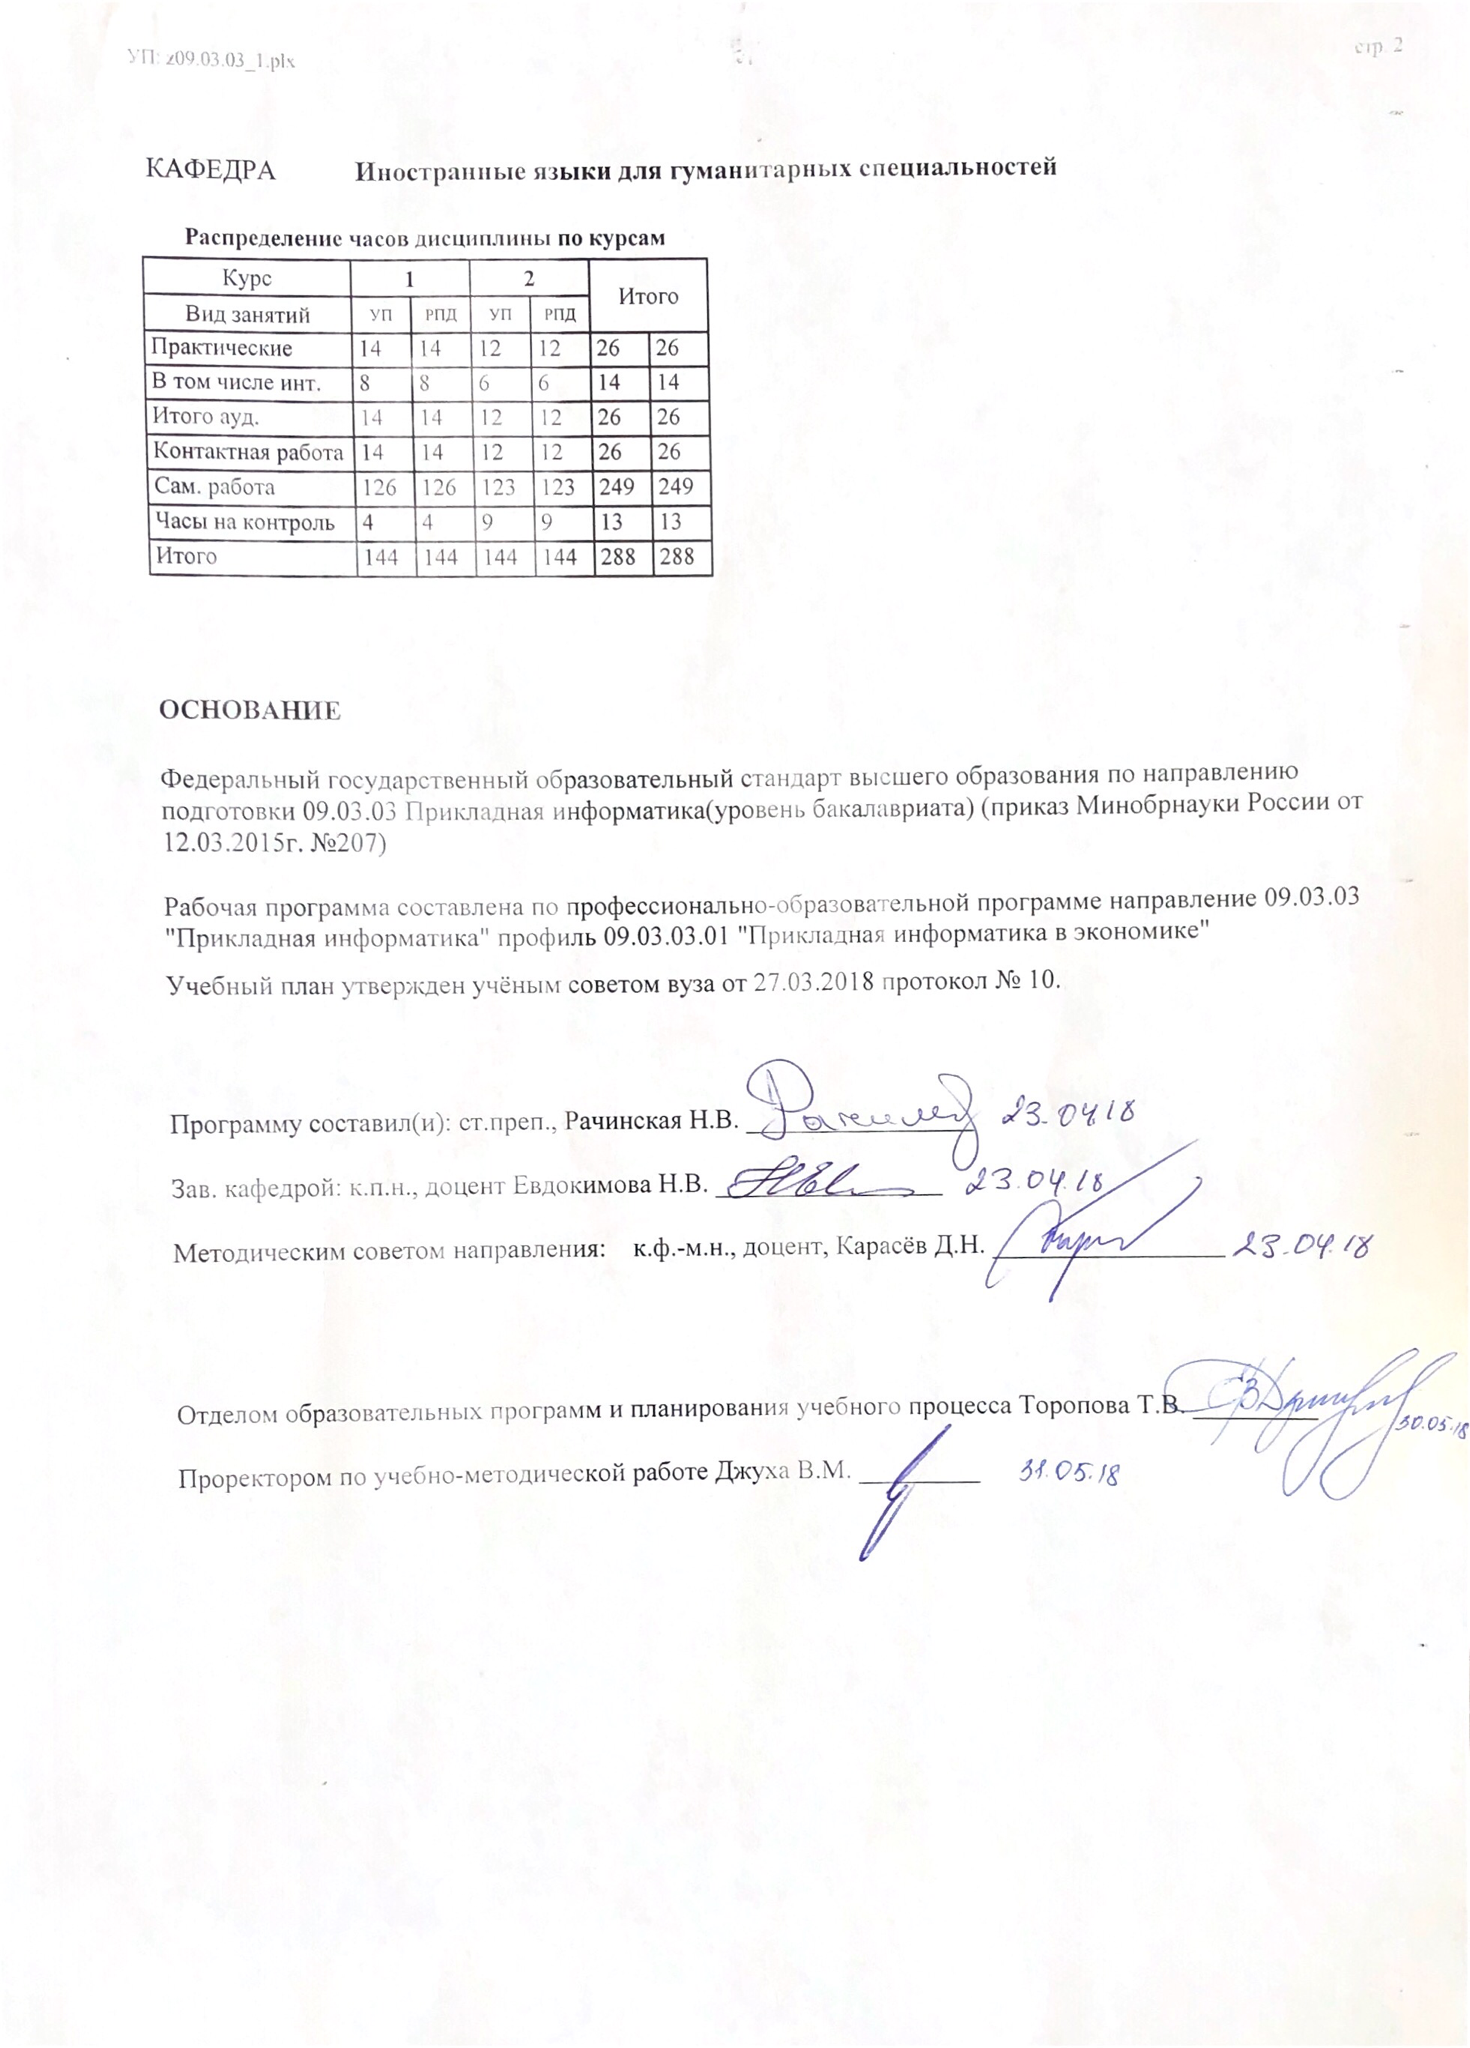 УП: z09.03.03_1.plx
стр. 2
КАФЕДРА Иностранные языки для гуманитарных специальностей
Распределение часов дисциплины по курсам
Курс 1 2 Итого
Вид занятий УП РПД УП РПД
Практические 14 14 12 12 26 26
В том числе инт. 8 8 6 6 14 14
Итого ауд. 14 14 12 12 26 26
Контактная работа 14 14 12 12 26 26
Сам. работа 126 126 123 123 249 249
Часы на контроль 4 4 9 9 13 13
Итого 144 144 144 144 288 288
ОСНОВАНИЕ
Федеральный государственный образовательный стандарт высшего образования по направлению
подготовки 09.03.03 Прикладная информатика(уровень бакалавриата) (приказ Минобрнауки России от
12.03.2015г. №207)
Рабочая программа составлена по профессионально-образовательной программе направление 09.03.03
"Прикладная информатика" профиль 09.03.03.01 "Прикладная информатика в экономике"
Учебный план утвержден учёным советом вуза от 27.03.2018 протокол № 10.
Программу составил(и): ст.преп., Рачинская Н.В. 23.04.18
Зав. кафедрой: к.п.н., доцент Евдокимова Н.В. 23.04.18
Методическим советом направления: к.ф.-м.н., доцент, Карасёв Д.Н. 23.04.18
Отделом образовательных программ и планирования учебного процесса Торопова Т.В. 30.05.18
Проректором по учебно-методической работе Джуха В.М. 31.05.18